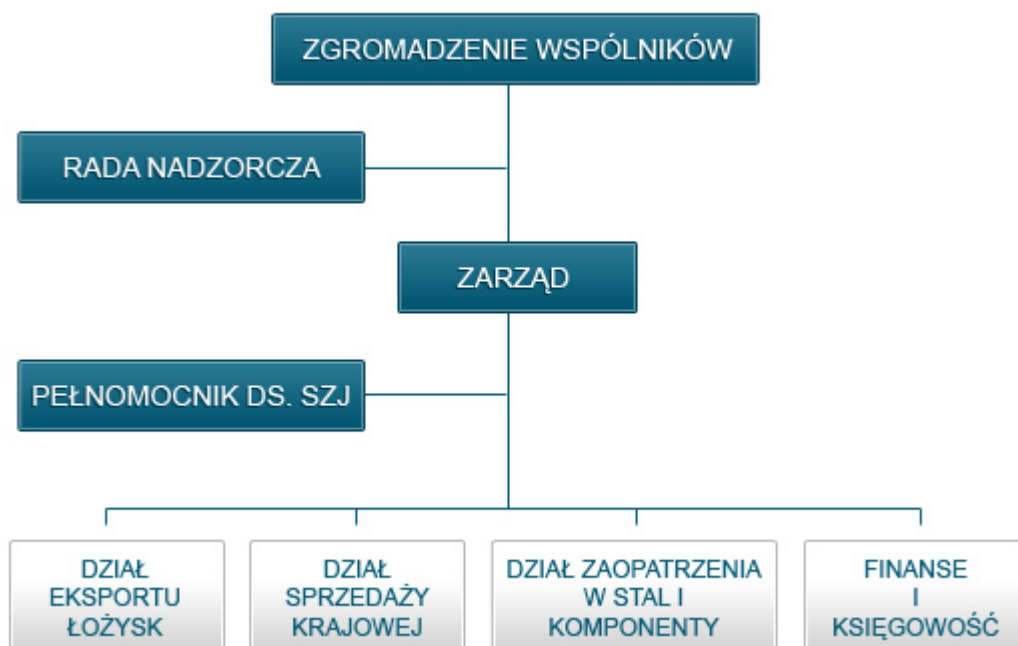 ZGROMADZENIE WSPÓLNIKÓW
RADA NADZORCZA
ZARZĄD
PEŁNOMOCNIK DS. SZJ
DZIAŁ
EKSPORTU
ŁOŻYSK
DZIAŁ
SPRZEDAŻY
KRAJOWEJ
DZIAŁ ZAOPATRZENIA
W STAL I
KOMPONENTY
FINANSE
I
KSIĘGOWOŚĆ